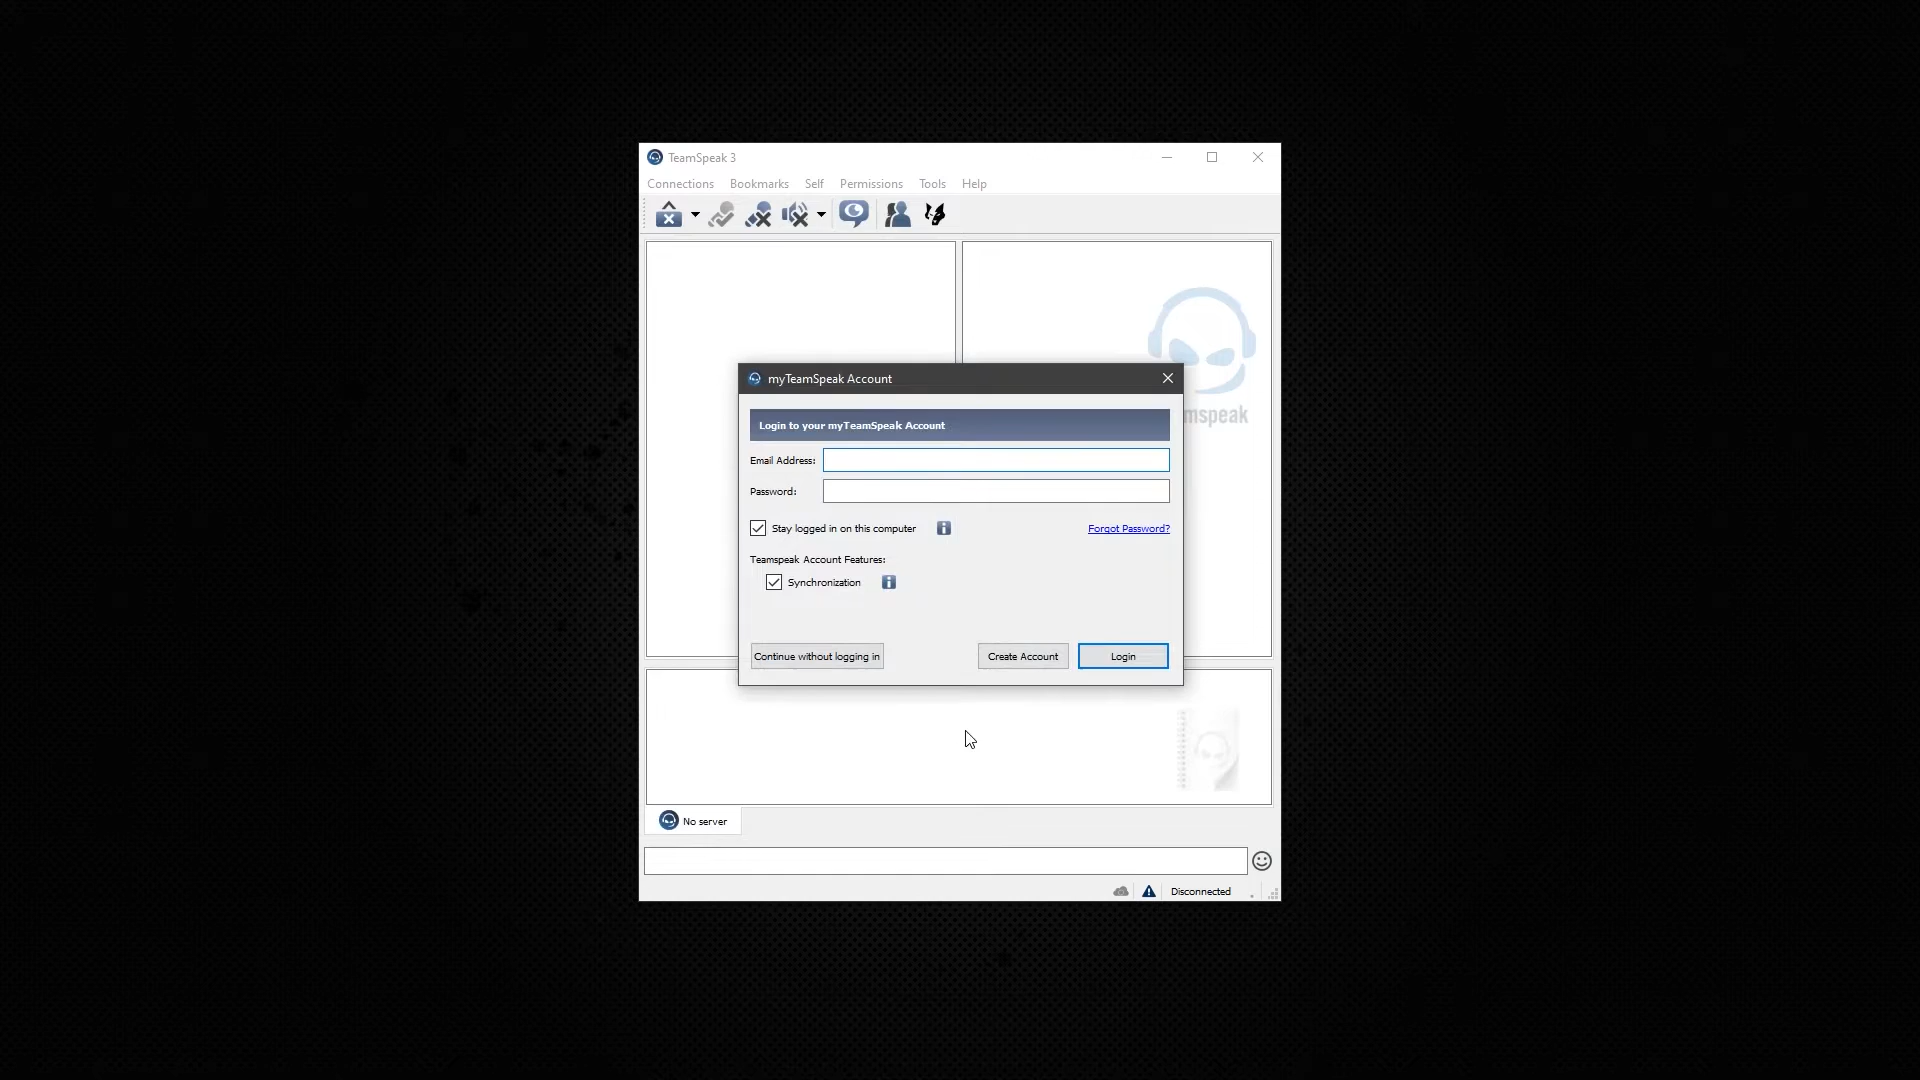 TeamSpeak 3
Connections Bookmarks Self Permissions Tools Help
mspeak
myTeamSpeak Account
Login to your myTeamSpeak Account
Email Address:
Password:
Stay logged in on this computer Forgot Password?
Teamspeak Account Features:
Synchronization
Continue without logging in Create Account Login
No server
Disconnected